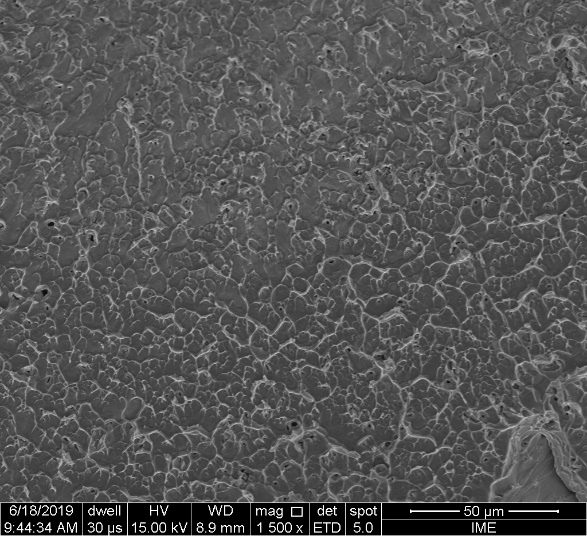 6/18/2019 dwell HV WD mag det spot 50 µm
9:44:34 AM 30 µs 15.00 kV 8.9 mm 1 500 x ETD 5.0 IME